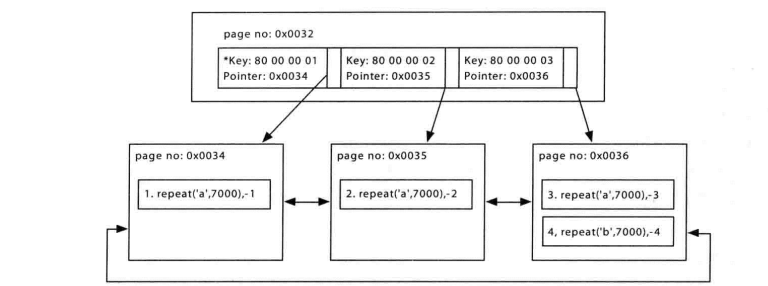 page no: 0x0032
*Key: 80 00 00 01
Pointer: 0x0034
Key: 80 00 00 02
Pointer: 0x0035
Key: 80 00 00 03
Pointer: 0x0036
page no: 0x0034
1. repeat('a',7000),-1
page no: 0x0035
2. repeat('a',7000),-2
page no: 0x0036
3. repeat('a',7000),-3
4, repeat('b',7000),-4